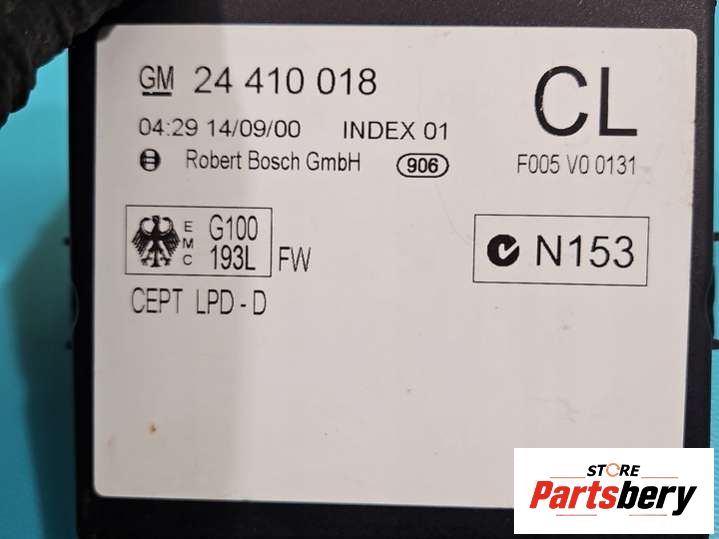 GM 24 410 018
CL
04:29 14/09/00 INDEX 01
Robert Bosch GmbH 906
F005 V0 0131
EMC G100
193L FW
N153
CEPT LPD - D
STORE
Partsbery